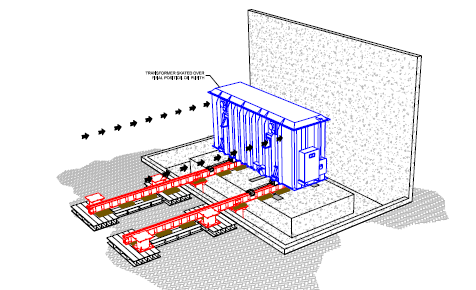 TRANSFORMER SKATED OVER
FINAL POSITION ON PLINTH